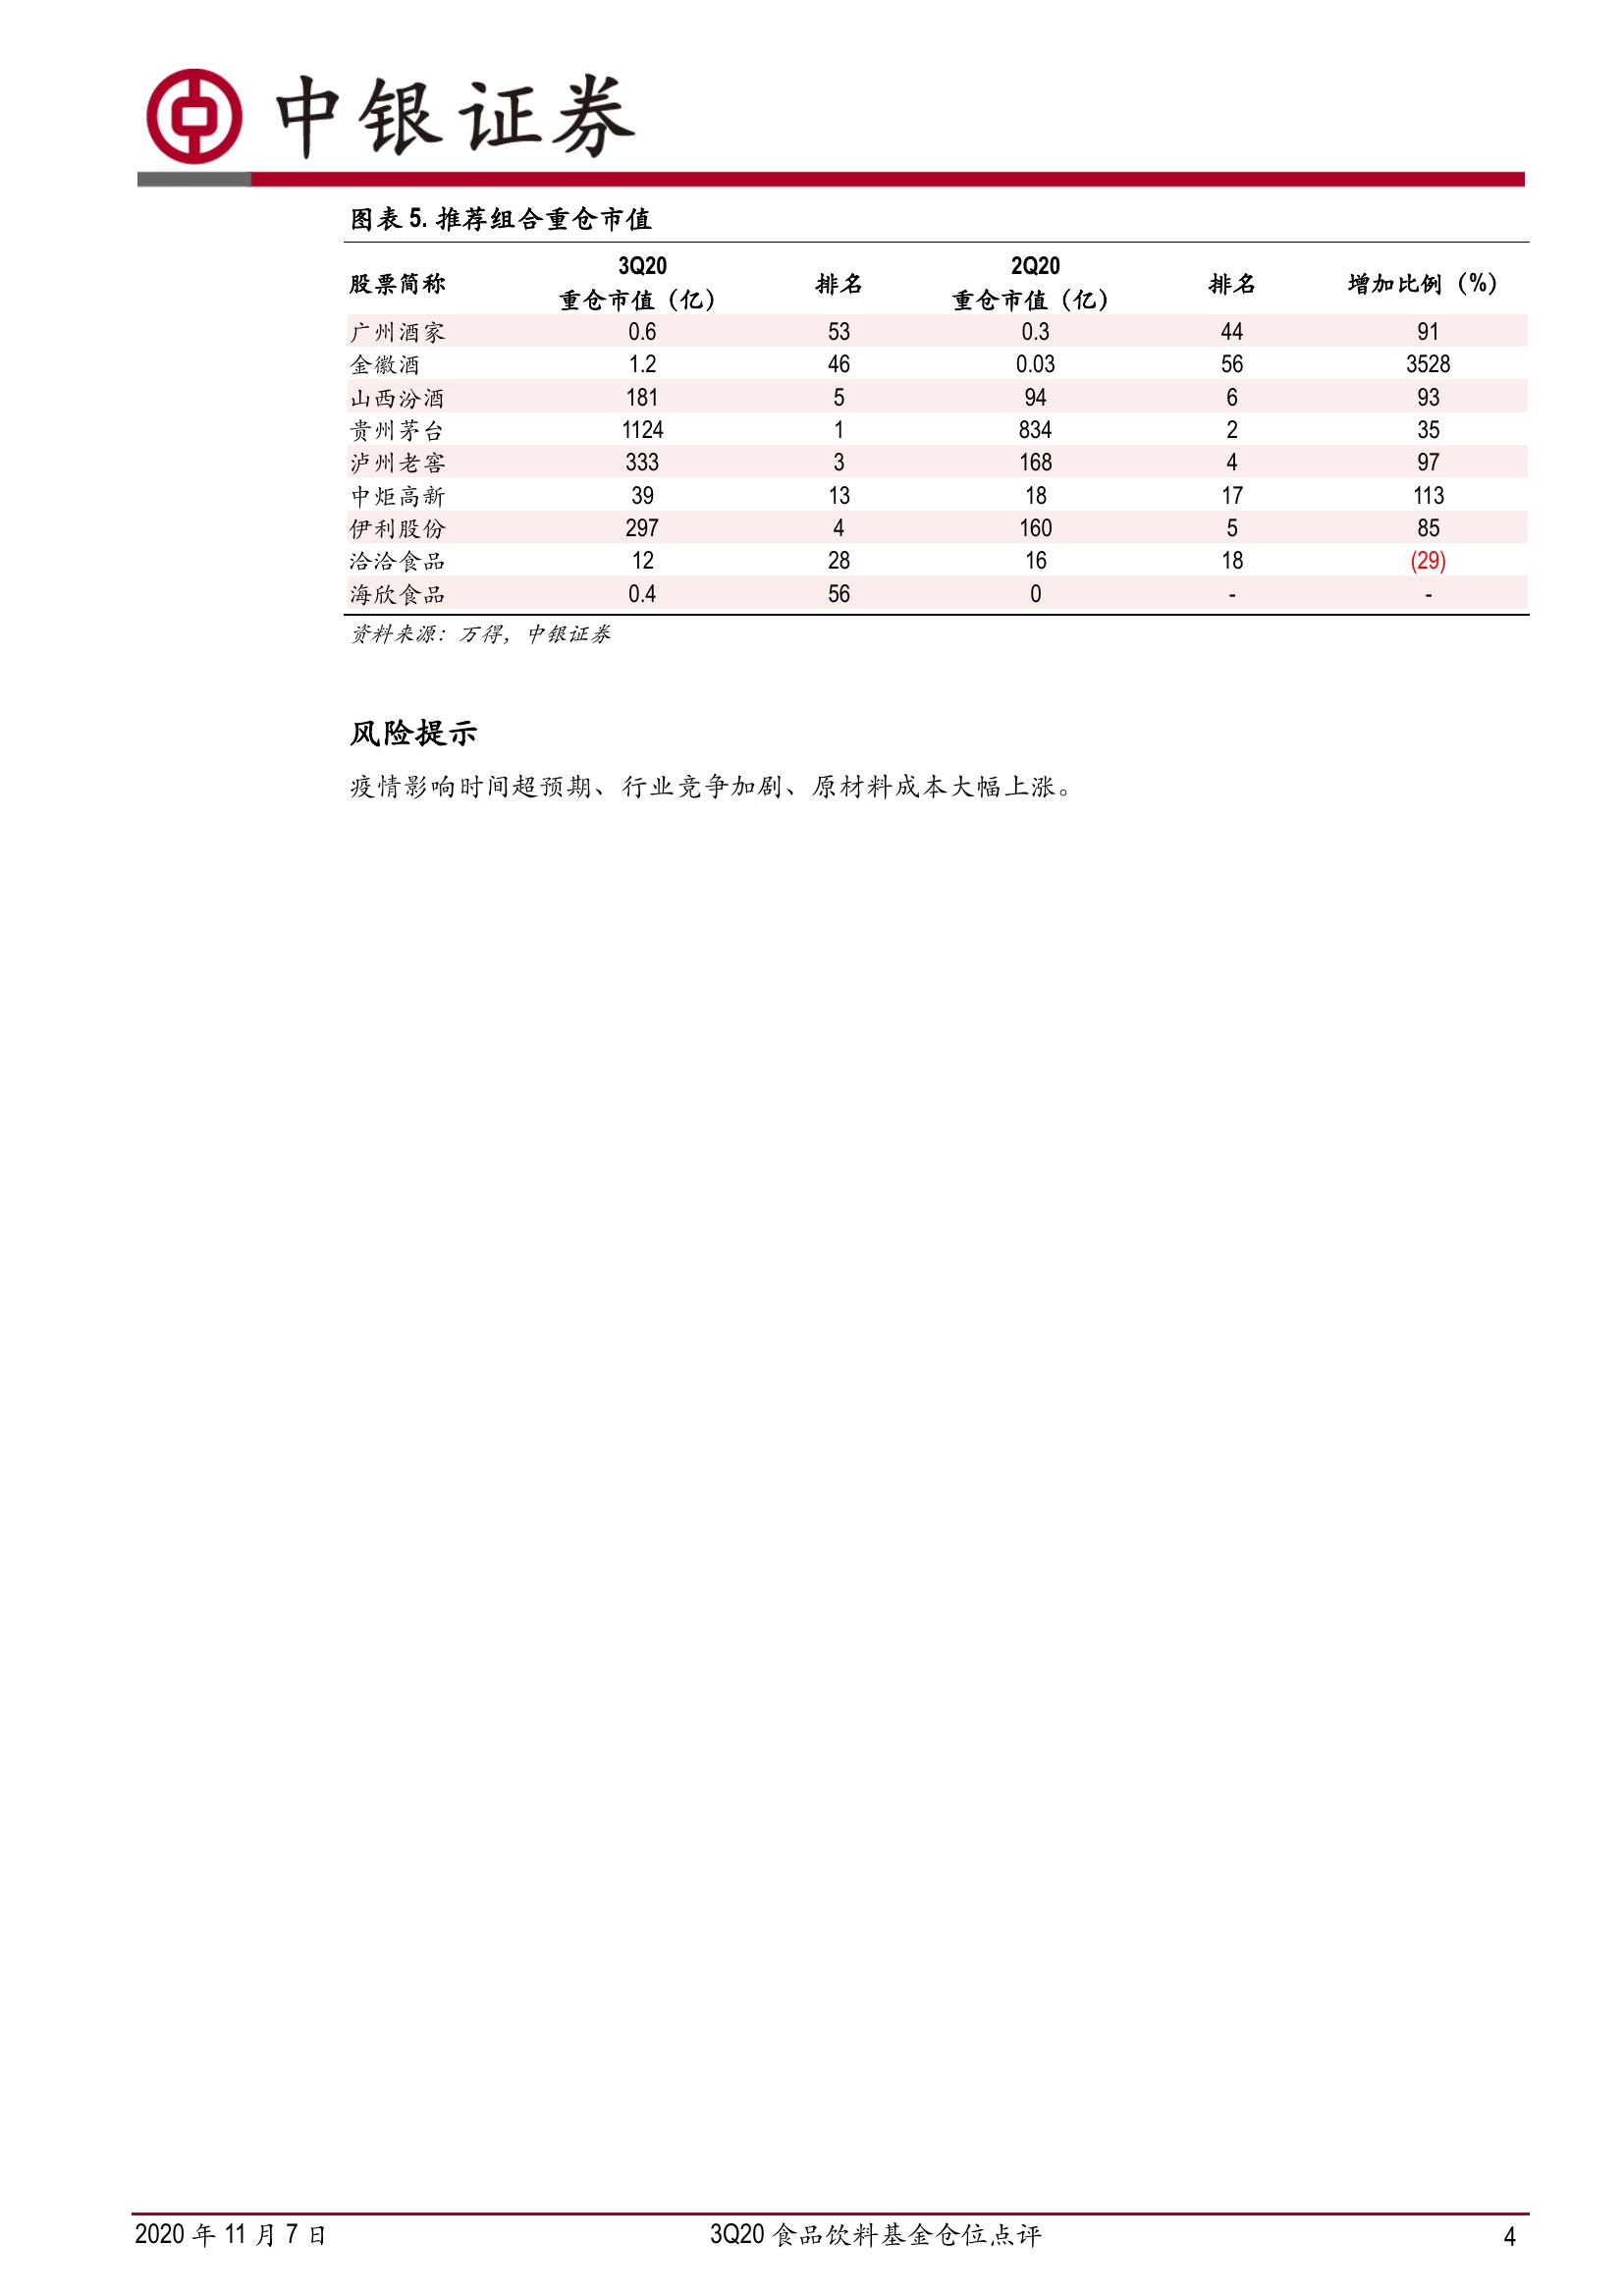 中银证券
图表 5. 推荐组合重仓市值
股票简称 3Q20 重仓市值（亿） 排名 2Q20 重仓市值（亿） 排名 增加比例（%）
广州酒家 0.6 53 0.3 44 91
金徽酒 1.2 46 0.03 56 3528
山西汾酒 181 5 94 6 93
贵州茅台 1124 1 834 2 35
泸州老窖 333 3 168 4 97
中炬高新 39 13 18 17 113
伊利股份 297 4 160 5 85
洽洽食品 12 28 16 18 (29)
海欣食品 0.4 56 0 - -
资料来源：万得，中银证券
风险提示
疫情影响时间超预期、行业竞争加剧、原材料成本大幅上涨。
2020 年 11 月 7 日 3Q20 食品饮料基金仓位点评 4